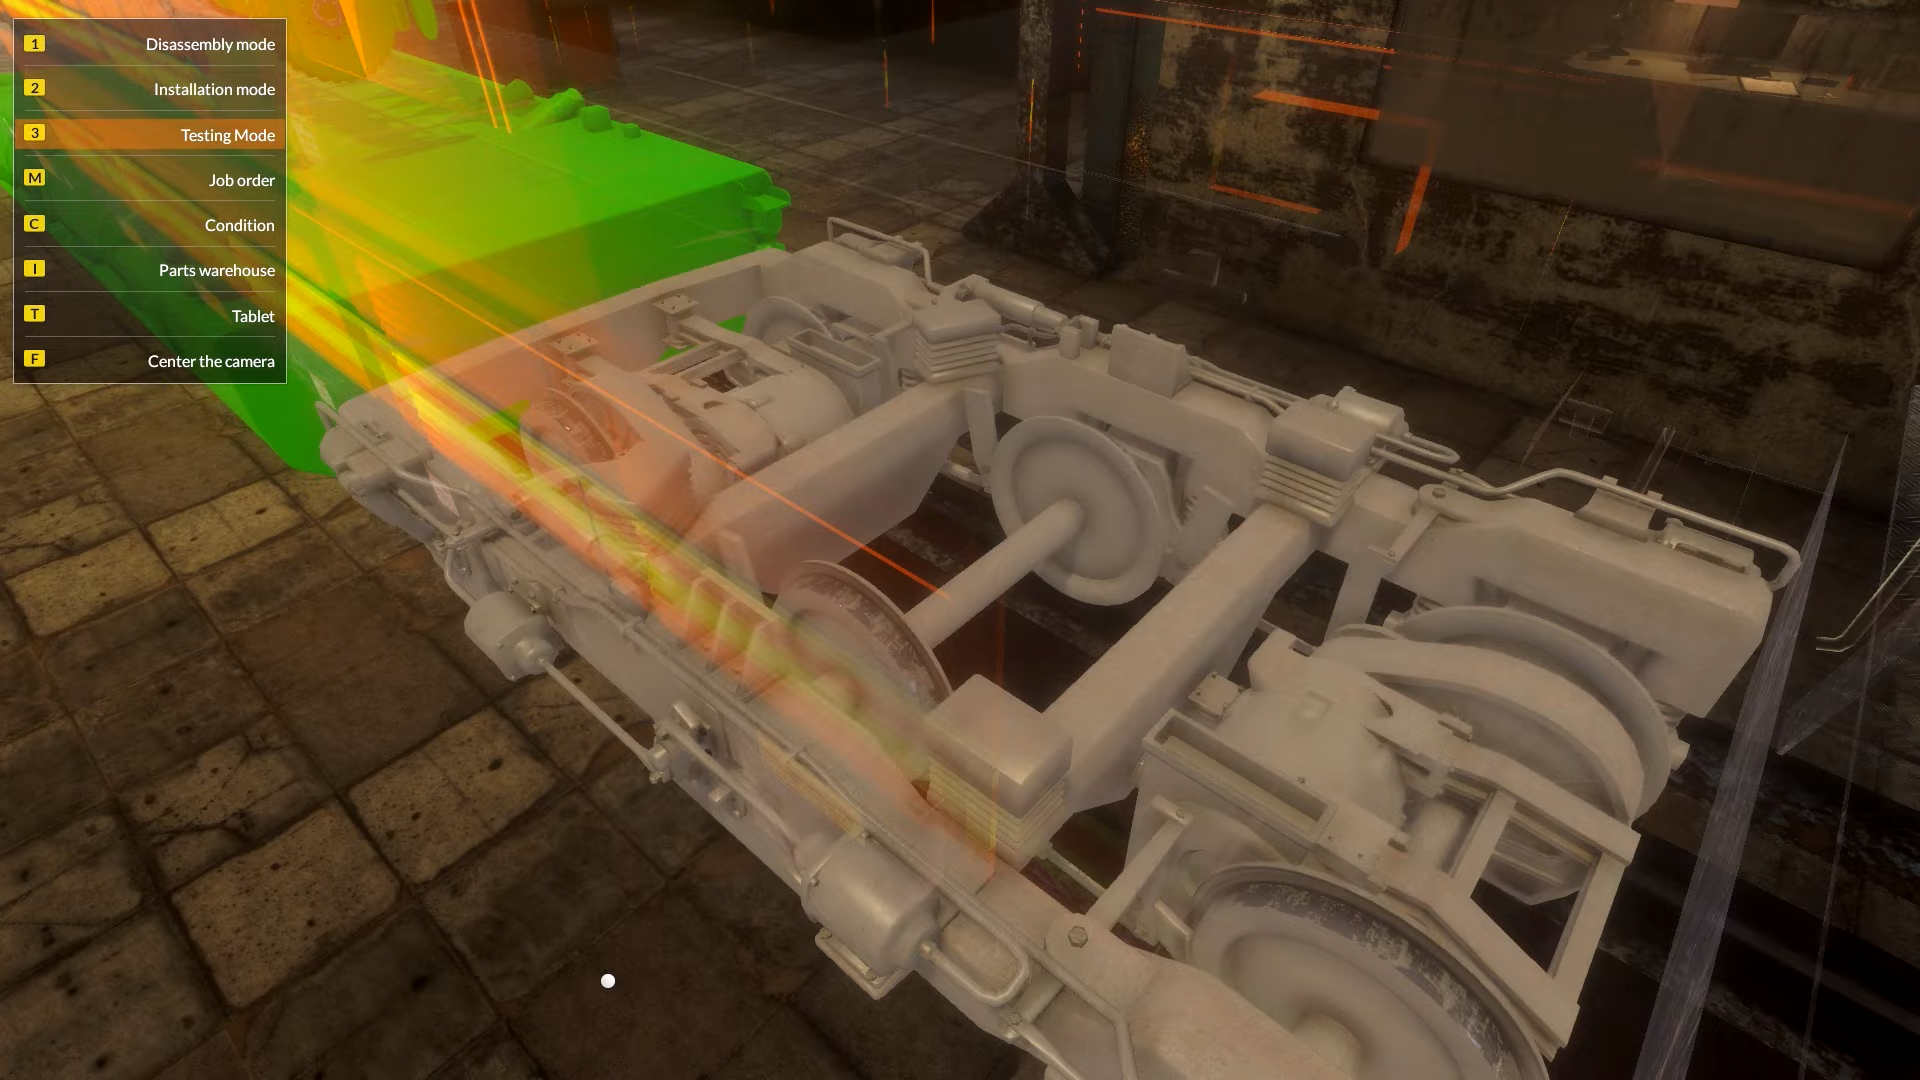 1 Disassembly mode
2 Installation mode
3 Testing Mode
M Job order
C Condition
I Parts warehouse
T Tablet
F Center the camera